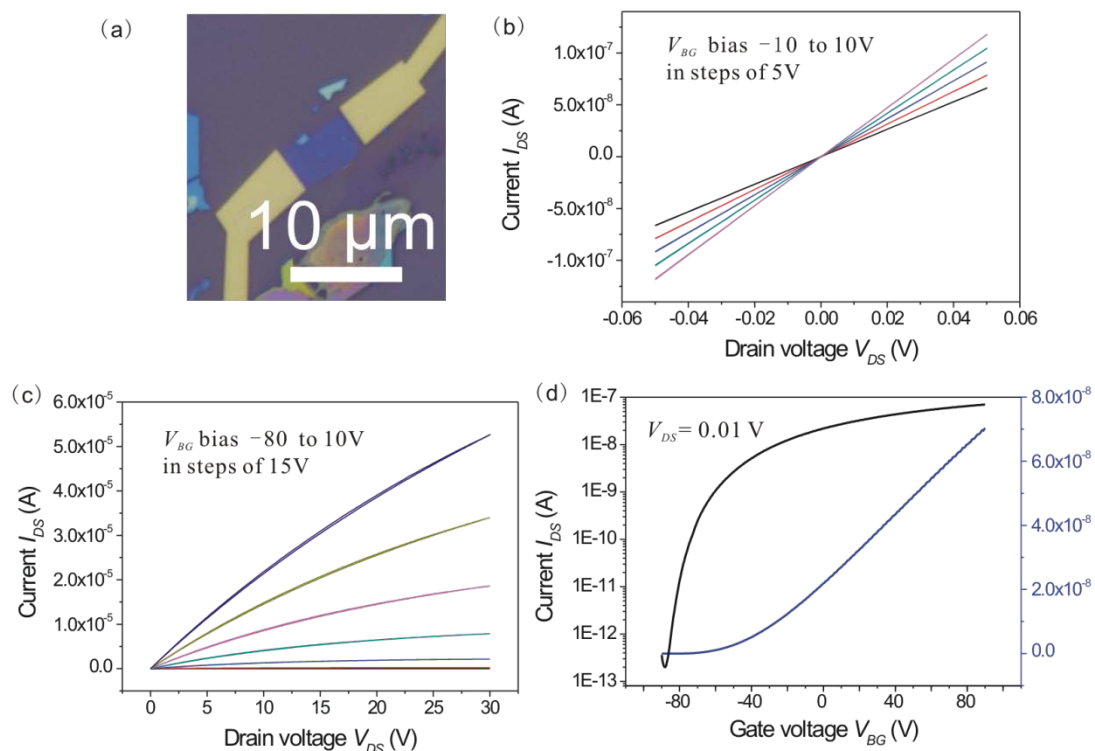 (a)
10 μm
(b)
V_BG bias -10 to 10V
in steps of 5V
1.0x10⁻⁷
5.0x10⁻⁸
0.0
-5.0x10⁻⁸
-1.0x10⁻⁷
Current I_DS (A)
-0.06 -0.04 -0.02 0.00 0.02 0.04 0.06
Drain voltage V_DS (V)
(c)
V_BG bias -80 to 10V
in steps of 15V
6.0x10⁻⁵
5.0x10⁻⁵
4.0x10⁻⁵
3.0x10⁻⁵
2.0x10⁻⁵
1.0x10⁻⁵
0.0
Current I_DS (A)
0 5 10 15 20 25 30
Drain voltage V_DS (V)
(d)
V_DS = 0.01 V
1E-7
1E-8
1E-9
1E-10
1E-11
1E-12
1E-13
Current I_DS (A)
8.0x10⁻⁸
6.0x10⁻⁸
4.0x10⁻⁸
2.0x10⁻⁸
0.0
-80 -40 0 40 80
Gate voltage V_BG (V)